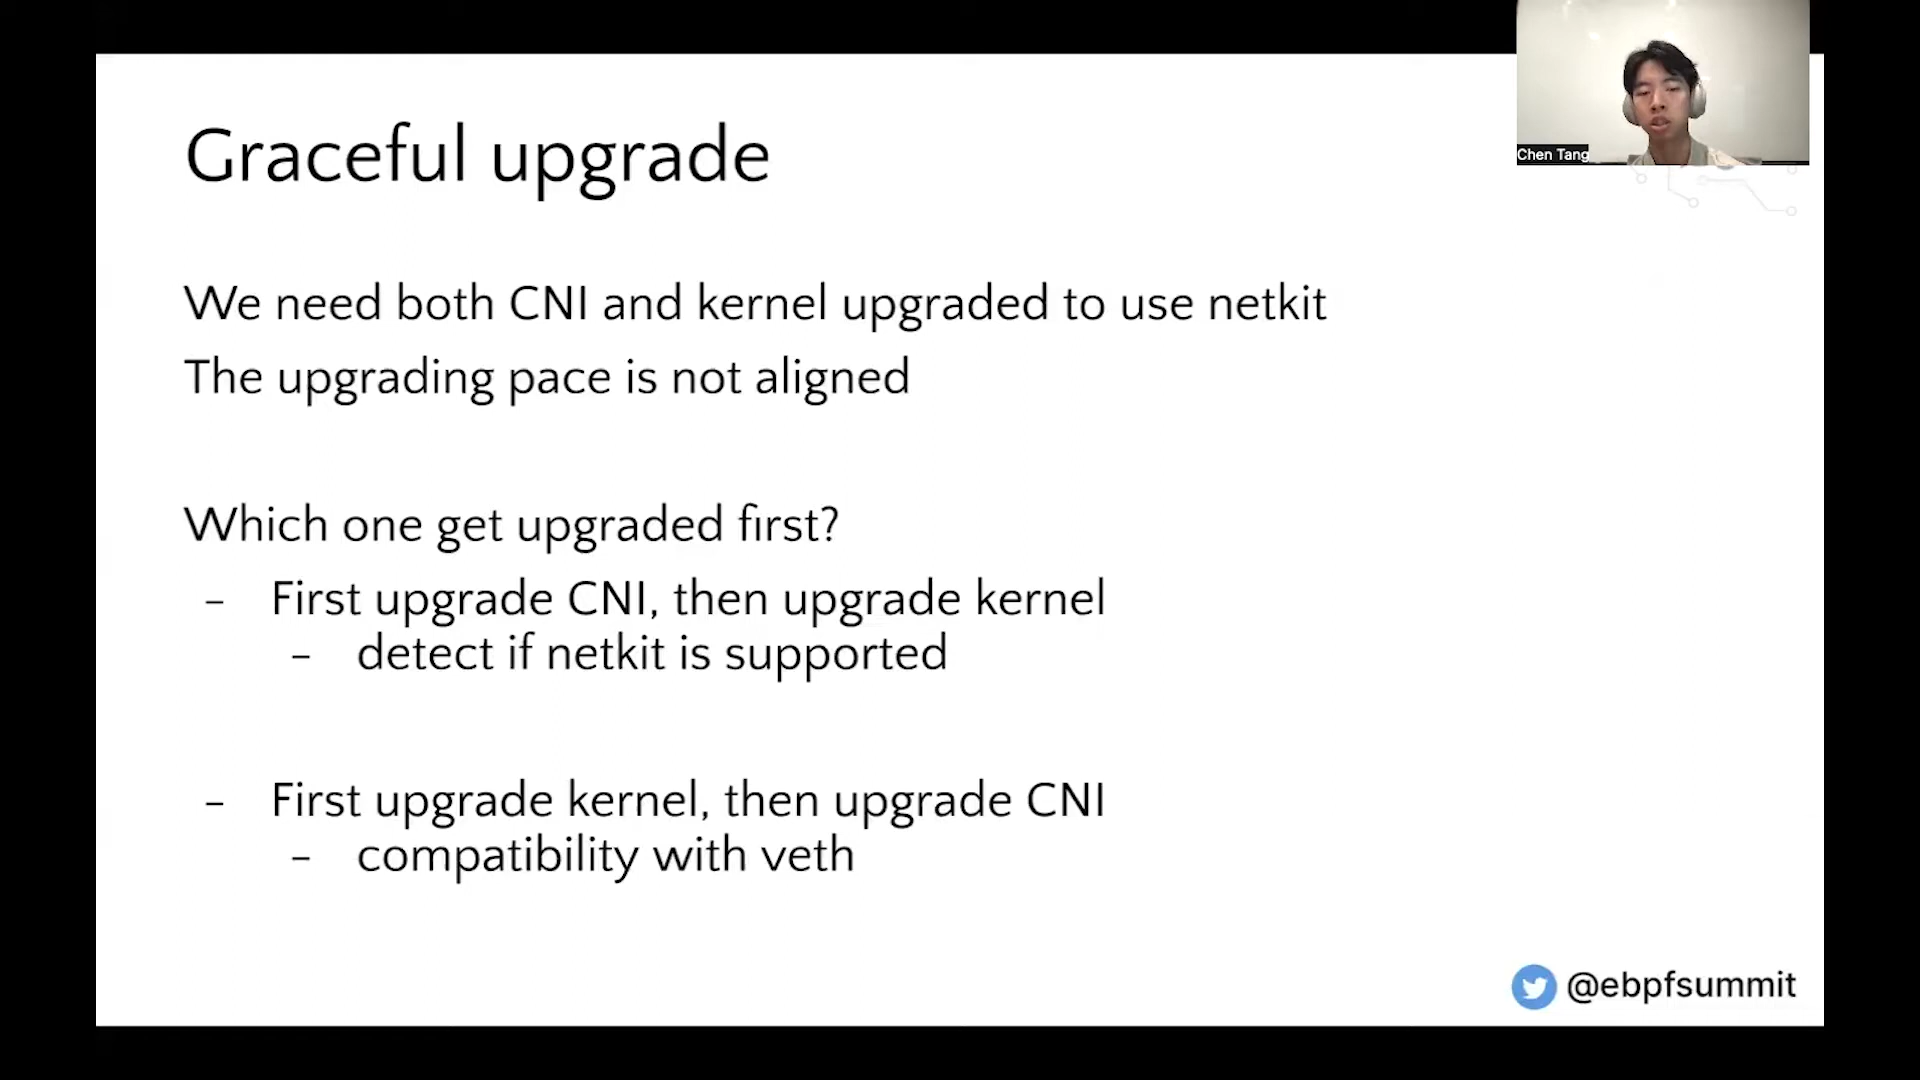 Chen Tang
Graceful upgrade
We need both CNI and kernel upgraded to use netkit
The upgrading pace is not aligned
Which one get upgraded first?
– First upgrade CNI, then upgrade kernel
– detect if netkit is supported
– First upgrade kernel, then upgrade CNI
– compatibility with veth
@ebpfsummit